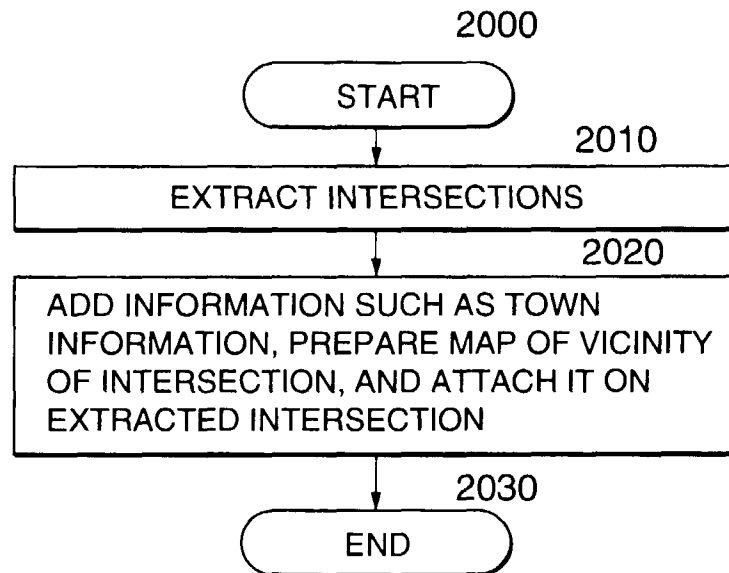 2000
START
2010
EXTRACT INTERSECTIONS
2020
ADD INFORMATION SUCH AS TOWN
INFORMATION, PREPARE MAP OF VICINITY
OF INTERSECTION, AND ATTACH IT ON
EXTRACTED INTERSECTION
2030
END